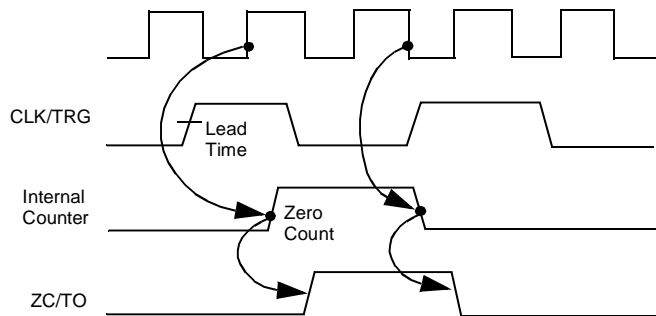 CLK/TRG
Lead
Time
Internal
Counter
Zero
Count
ZC/TO